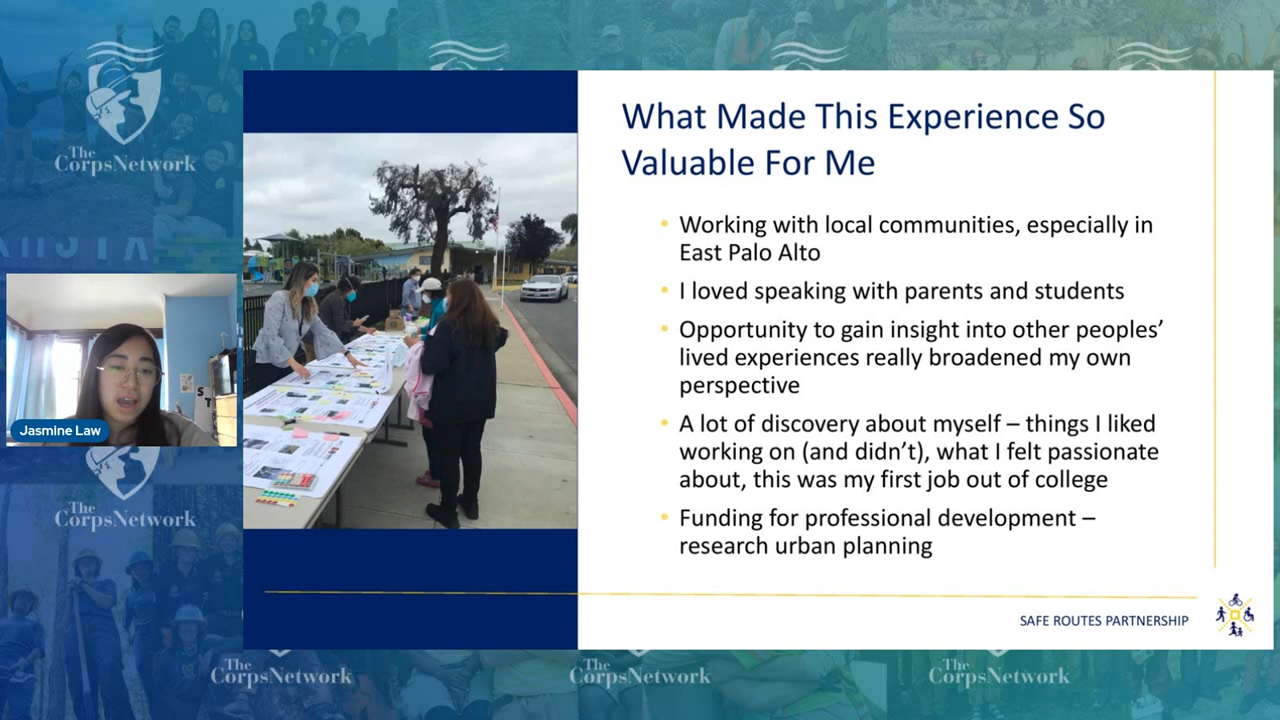 The
CorpsNetwork
What Made This Experience So
Valuable For Me
• Working with local communities, especially in
East Palo Alto
• I loved speaking with parents and students
• Opportunity to gain insight into other peoples’
lived experiences really broadened my own
perspective
• A lot of discovery about myself – things I liked
working on (and didn’t), what I felt passionate
about, this was my first job out of college
• Funding for professional development –
research urban planning
SAFE ROUTES PARTNERSHIP
Jasmine Law
The
CorpsNetwork
The
CorpsNetwork
The
CorpsNetwork
The
CorpsNetwork